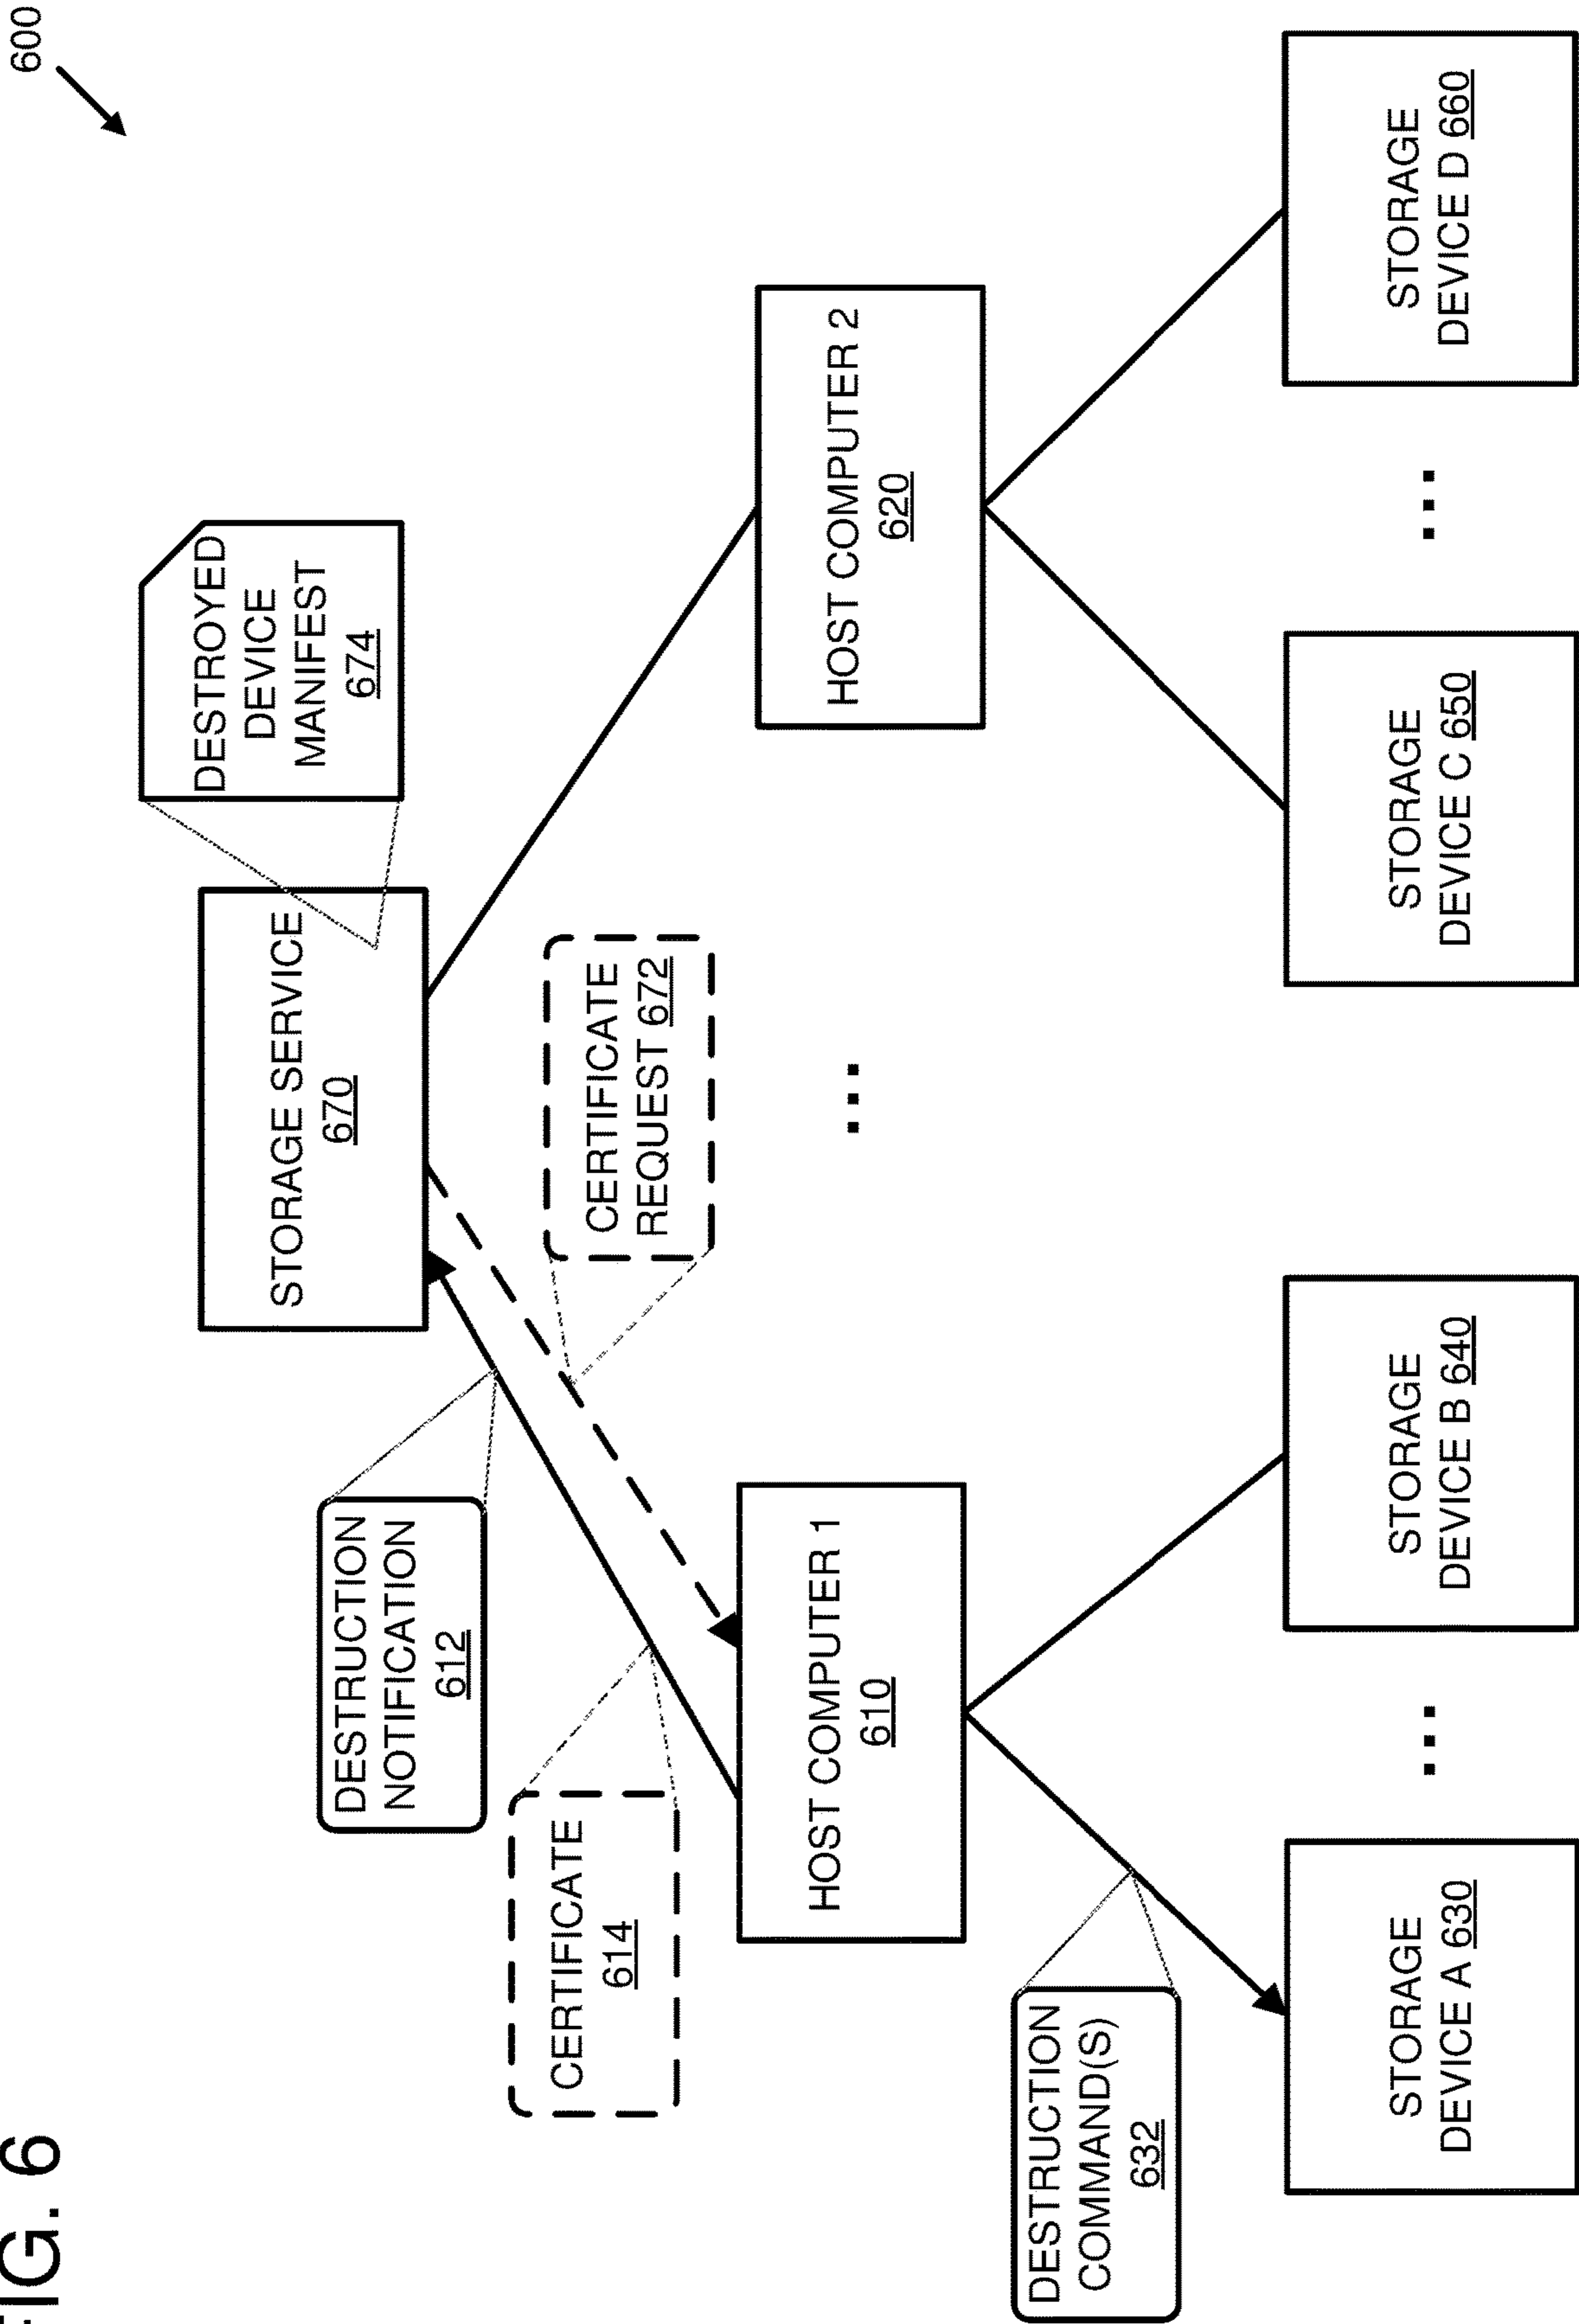 FIG. 6
600
DESTROYED
DEVICE
MANIFEST
674
STORAGE SERVICE
670
DESTRUCTION
NOTIFICATION
612
CERTIFICATE
614
CERTIFICATE
REQUEST 672
HOST COMPUTER 1
610
...
HOST COMPUTER 2
620
DESTRUCTION
COMMAND(S)
632
STORAGE
DEVICE A 630
...
STORAGE
DEVICE B 640
STORAGE
DEVICE C 650
...
STORAGE
DEVICE D 660